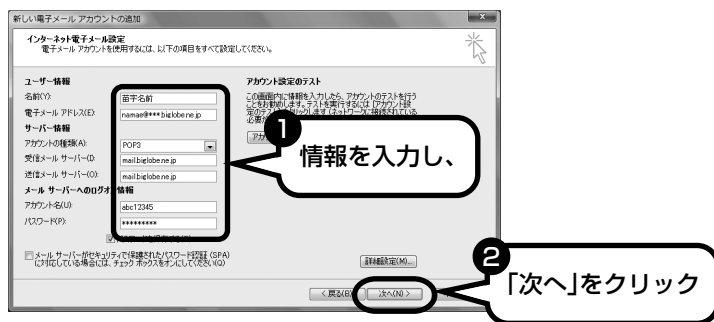 新しい電子メール アカウントの追加
インターネット電子メール設定
電子メール アカウントを使用するには、以下の項目をすべて設定してください。
ユーザー情報
名前(Y):
苗字名前
電子メール アドレス(E):
namae@***.biglobe.ne.jp
サーバー情報
アカウントの種類(A):
POP3
受信メール サーバー(I):
mail.biglobe.ne.jp
送信メール サーバー(O):
mail.biglobe.ne.jp
メール サーバーへのログオン情報
アカウント名(U):
abc12345
パスワード(P):
*********
メール サーバーがセキュリティで保護されたパスワード認証 (SPA)
に対応している場合には、チェック ボックスをオンにしてください(Q)
アカウント設定のテスト
この画面内に情報を入力したら、アカウントのテストを行う
ことをお勧めします。テストを実行するには [アカウント設
定のテスト] をクリックします (ネットワークに接続されている
必要が
1
情報を入力し、
詳細設定(M)...
< 戻る(B)
次へ(N) >
2
「次へ」をクリック